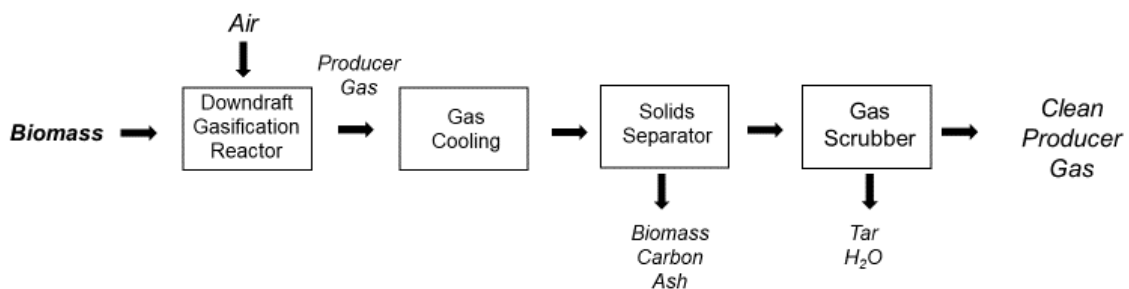 Air
Producer
Gas
Biomass
Downdraft
Gasification
Reactor
Gas
Cooling
Solids
Separator
Gas
Scrubber
Clean
Producer
Gas
Biomass
Carbon
Ash
Tar
H₂O